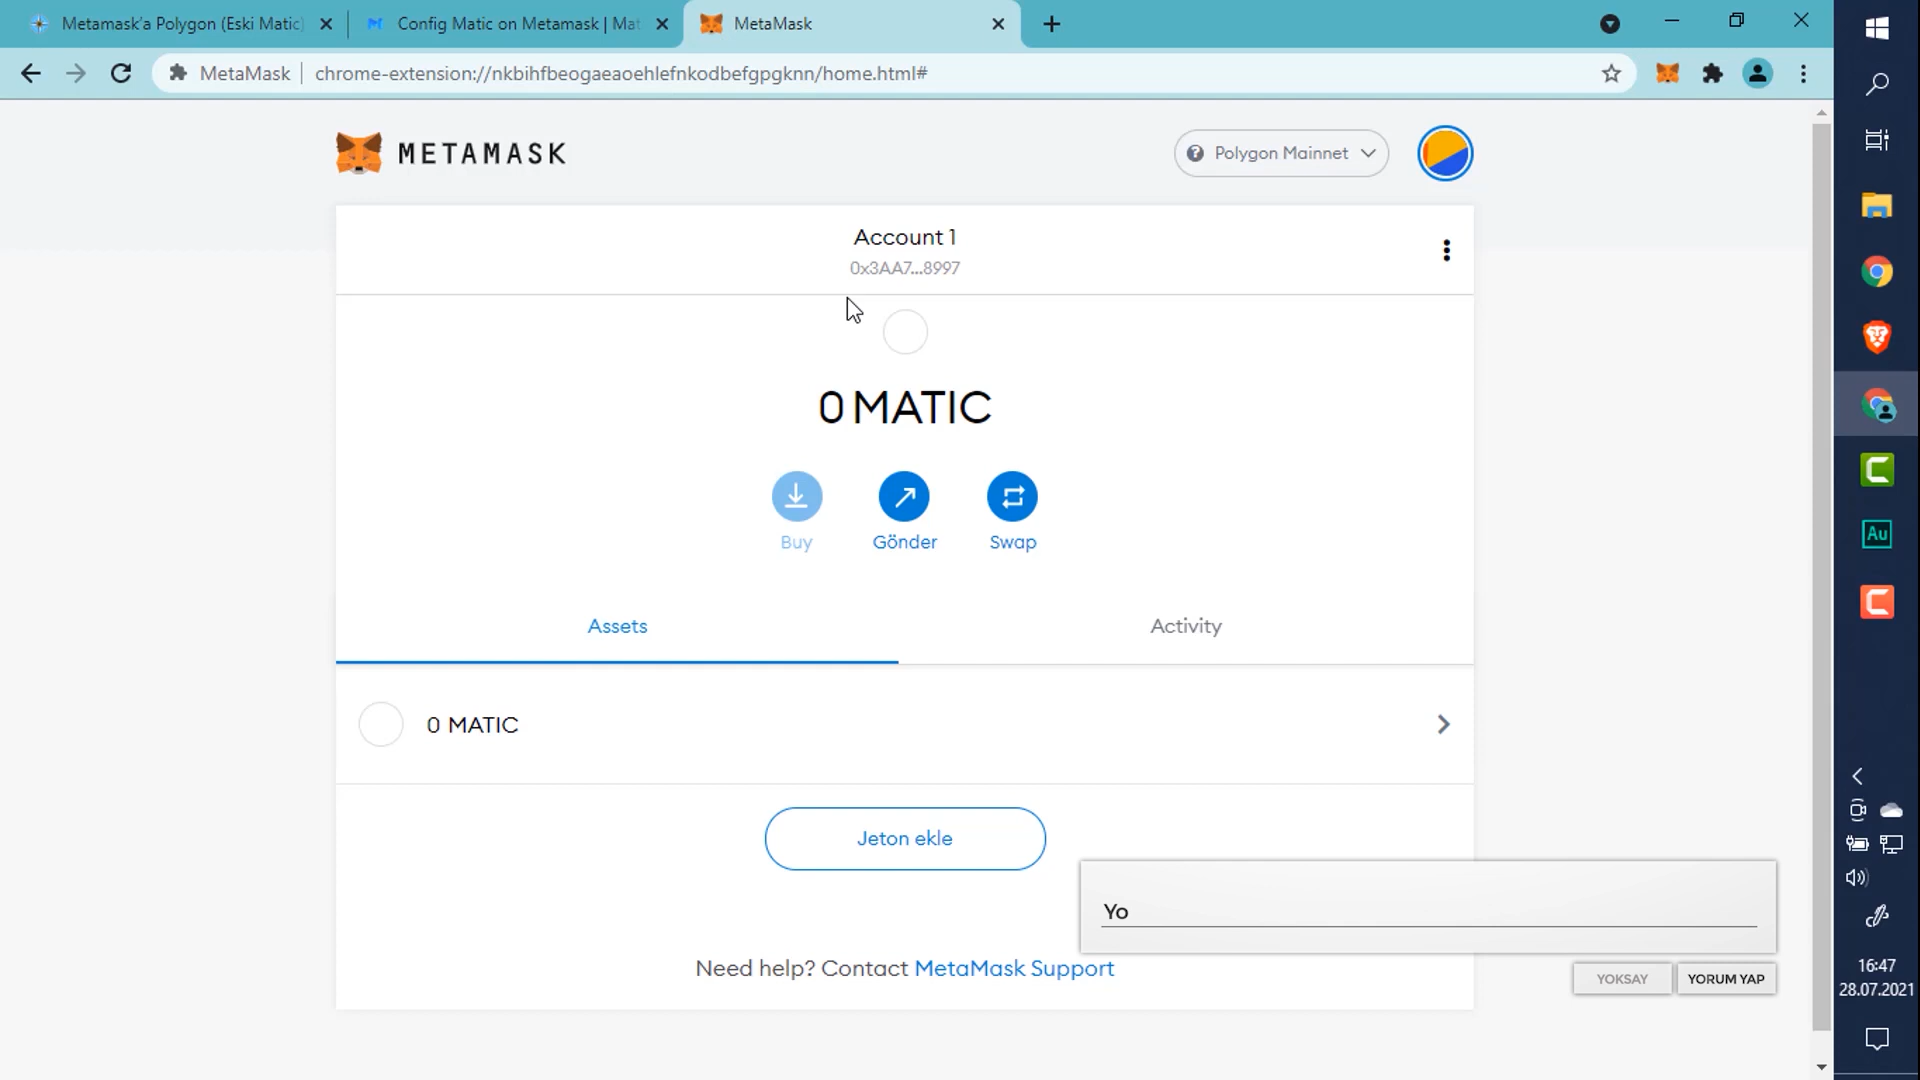 Metamask'a Polygon (Eski Matic)
Config Matic on Metamask | Mat
MetaMask
MetaMask
chrome-extension://nkbihfbeogaeaoehlefnkodbefgpgknn/home.html#
METAMASK
Polygon Mainnet
Account 1
0x3AA7...8997
0 MATIC
Buy
Gönder
Swap
Assets
Activity
0 MATIC
Jeton ekle
Yo
Need help? Contact MetaMask Support
YOKSAY
YORUM YAP
Au
16:47
28.07.2021